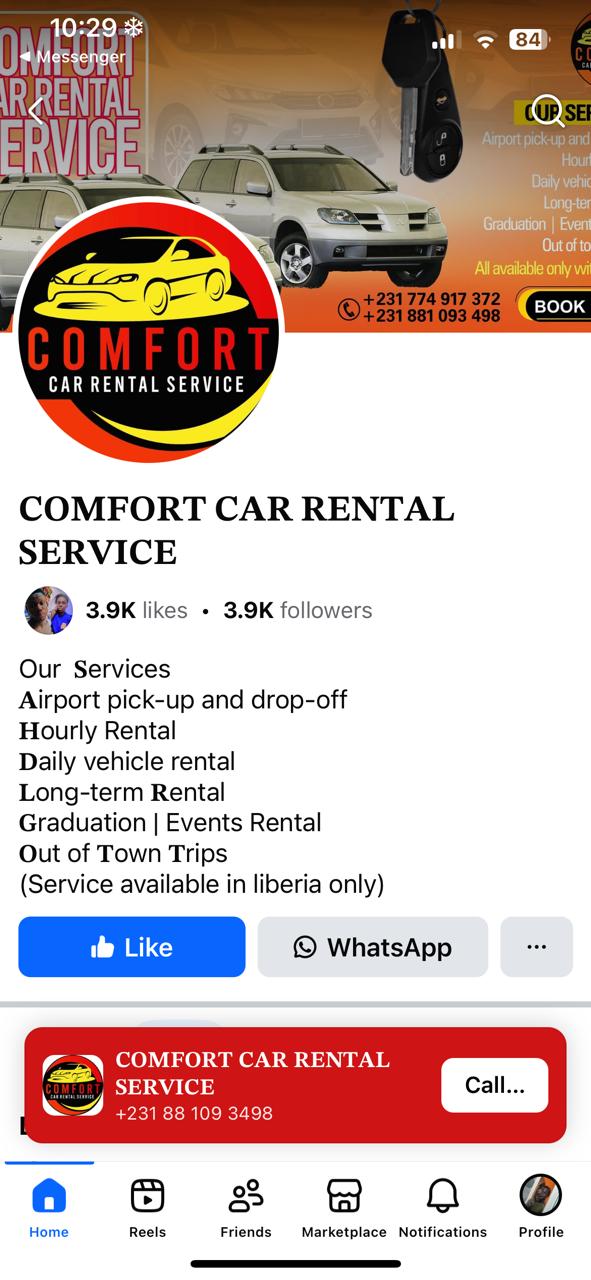 10:29
84
◀ Messenger
COMFORT
CAR RENTAL
SERVICE
OUR SER
Airport pick-up and
Hour
Daily vehic
Long-ter
Graduation | Event
Out of to
All available only wit
+231 774 917 372
+231 881 093 498
BOOK
COMFORT
CAR RENTAL SERVICE
COMFORT CAR RENTAL
SERVICE
3.9K likes • 3.9K followers
Our Services
Airport pick-up and drop-off
Hourly Rental
Daily vehicle rental
Long-term Rental
Graduation | Events Rental
Out of Town Trips
(Service available in liberia only)
Like
WhatsApp
...
COMFORT CAR RENTAL
SERVICE
+231 88 109 3498
Call...
COMFORT
CAR RENTAL SERVICE
Home
Reels
Friends
Marketplace
Notifications
Profile